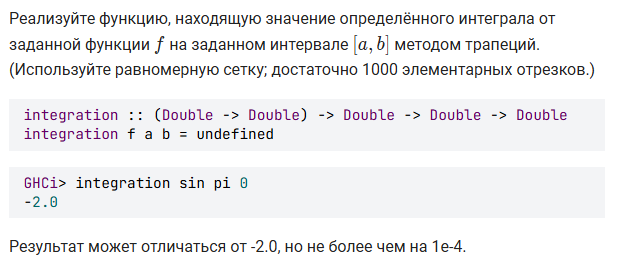 Реализуйте функцию, находящую значение определённого интеграла от
заданной функции f на заданном интервале [a, b] методом трапеций.
(Используйте равномерную сетку; достаточно 1000 элементарных отрезков.)
integration :: (Double -> Double) -> Double -> Double -> Double
integration f a b = undefined
GHCi> integration sin pi 0
-2.0
Результат может отличаться от -2.0, но не более чем на 1e-4.